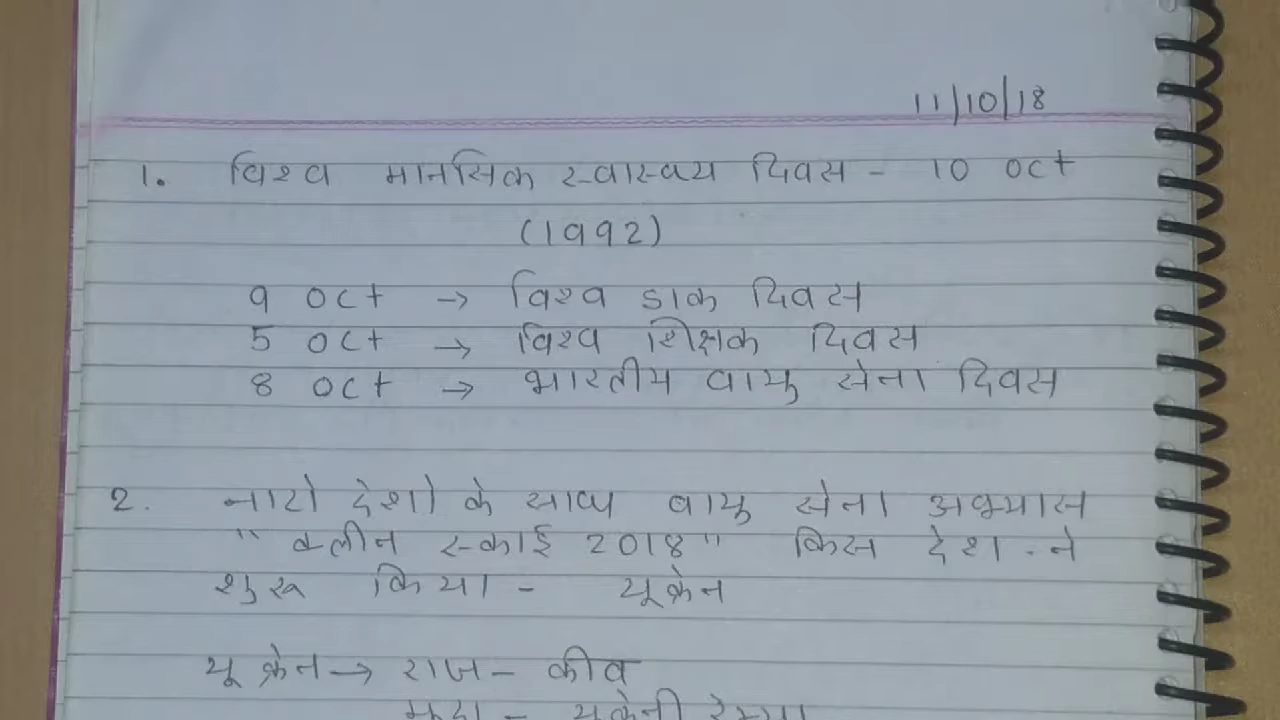 11/10/18
1. विश्व मानसिक स्वास्थ्य दिवस - 10 oct
(1992)
9 oct → विश्व डाक दिवस
5 oct → विश्व शिक्षक दिवस
8 oct → भारतीय वायु सेना दिवस
2. नाटो देशो के साथ वायु सेना अभ्यास
"क्लीन स्काई 2018" किस देश ने
शुरू किया - यूक्रेन
यूक्रेन → राज - कीव